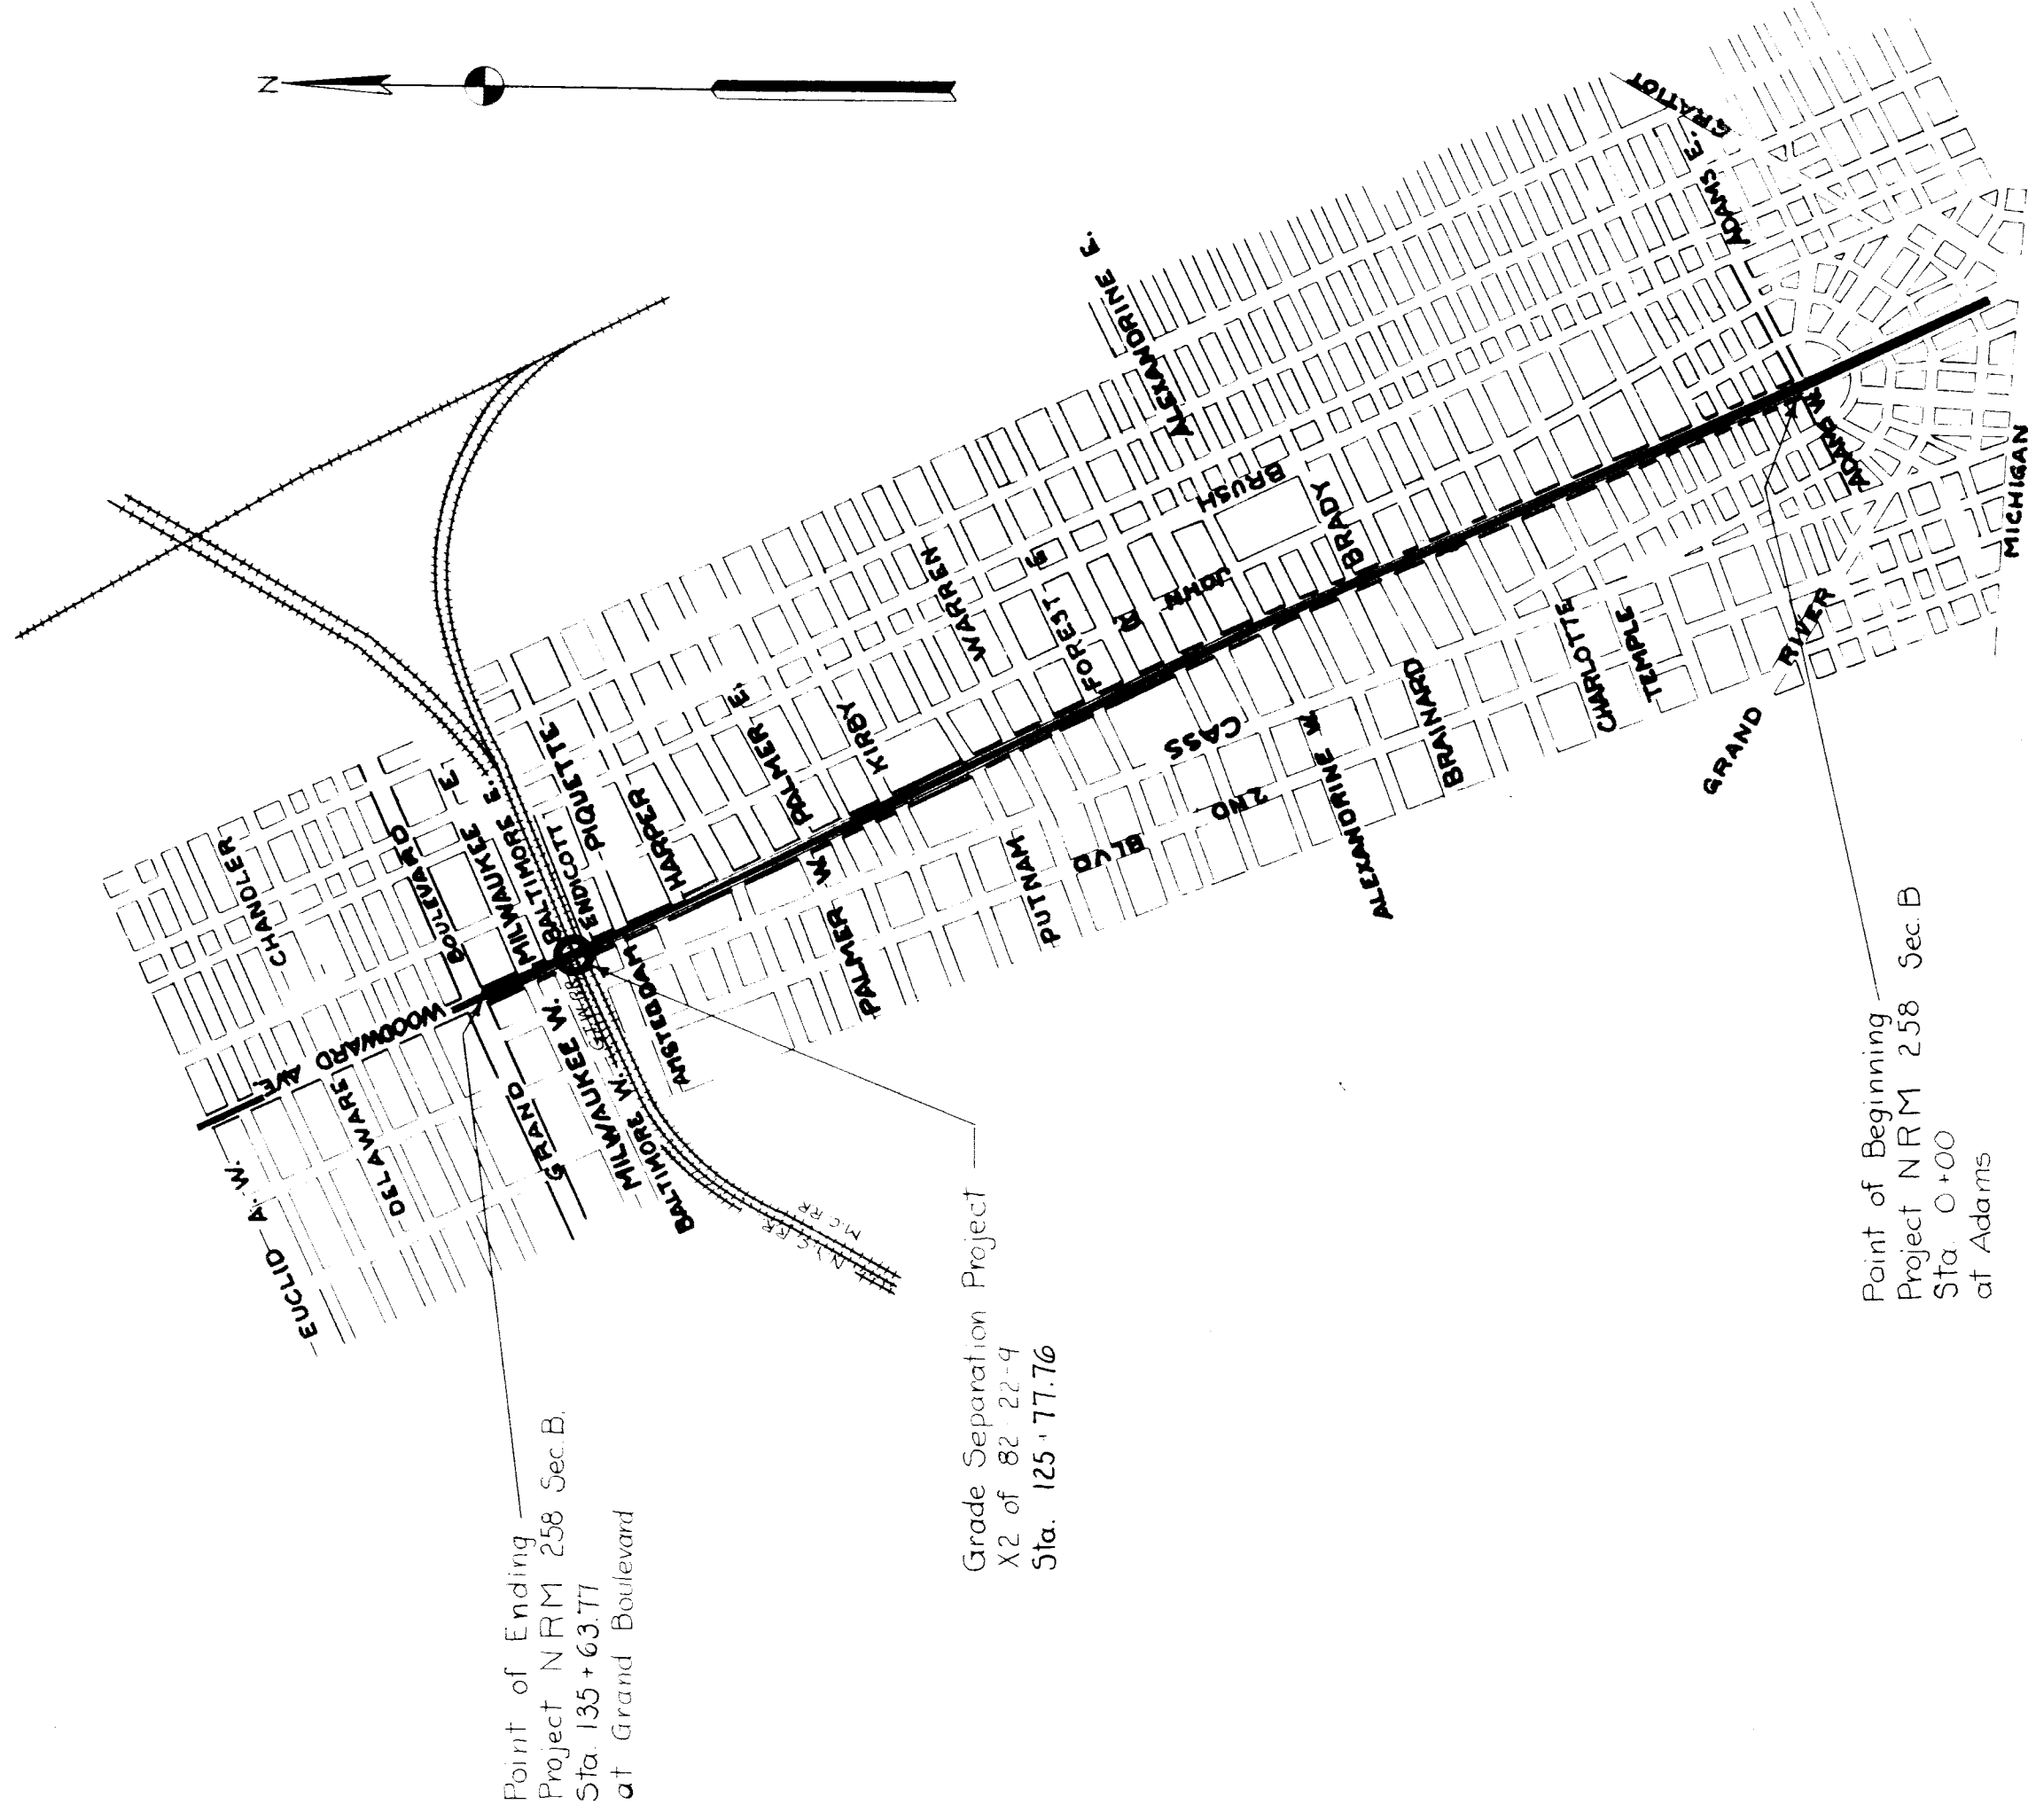 N
CHANDLER
BOULEVARD
MILWAUKEE E.
BALTIMORE E.
ENDICOTT
PIQUETTE
HARPER
PALMER E.
KIRBY
WARREN
FOREST E
JOHN R
BRUSH
ALEXANDRINE E.
BRADY
ADAMS E.
GRATIOT
WOODWARD AVE.
EUCLID A.W.
DELAWARE
GRAND
MILWAUKEE W.
BALTIMORE W.
AMSTERDAM
PALMER W.
PUTNAM
CASS
2ND BLVD
ALEXANDRINE W.
BRAINARD
CHARLOTTE
TEMPLE
GRAND RIVER
ADAMS W.
MICHIGAN
M.C.RR
Point of Ending
Project NRM 258 Sec.B.
Sta. 135+63.77
at Grand Boulevard
Grade Separation Project
X2 of 82-22-9
Sta. 125+77.76
Point of Beginning
Project NRM 258 Sec.B
Sta. 0+00
at Adams